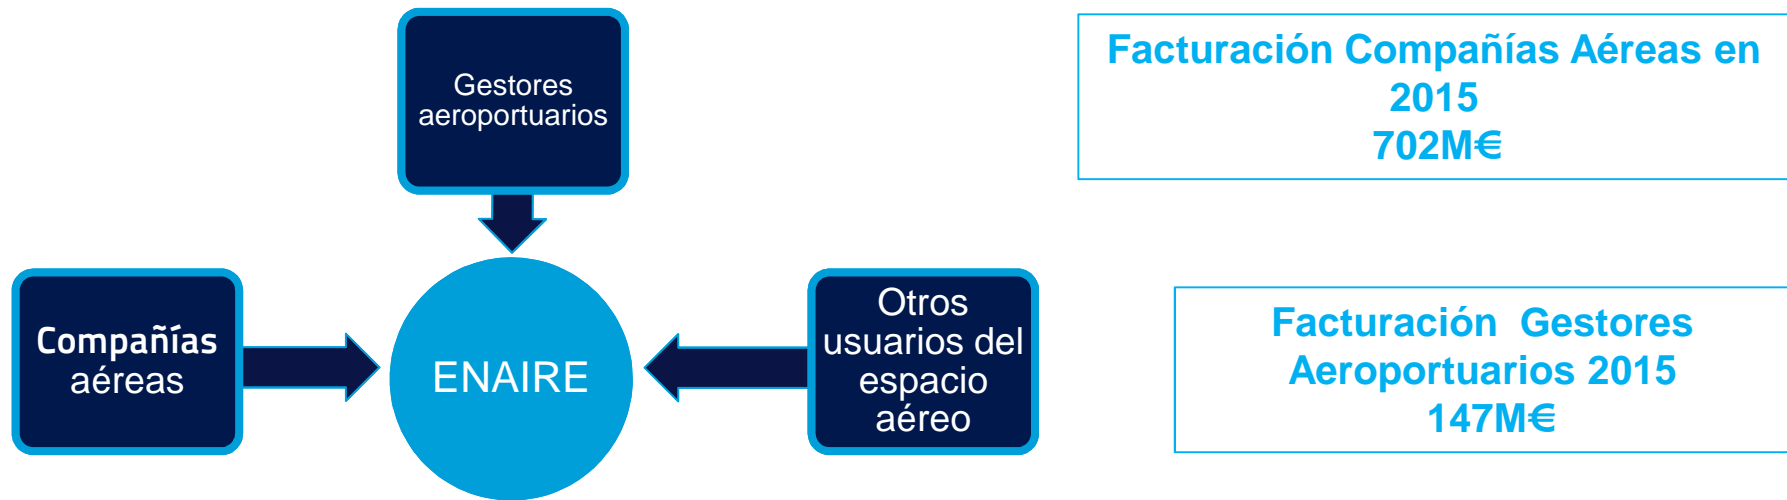 Gestores
aeroportuarios
Compañías
aéreas
ENAIRE
Otros
usuarios del
espacio
aéreo
Facturación Compañías Aéreas en
2015
702M€
Facturación Gestores
Aeroportuarios 2015
147M€